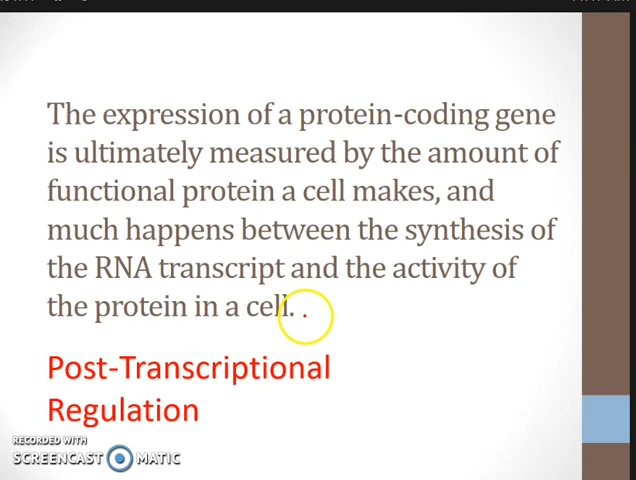 The expression of a protein-coding gene
is ultimately measured by the amount of
functional protein a cell makes, and
much happens between the synthesis of
the RNA transcript and the activity of
the protein in a cell. .
Post-Transcriptional
Regulation
RECORDED WITH
SCREENCAST MATIC